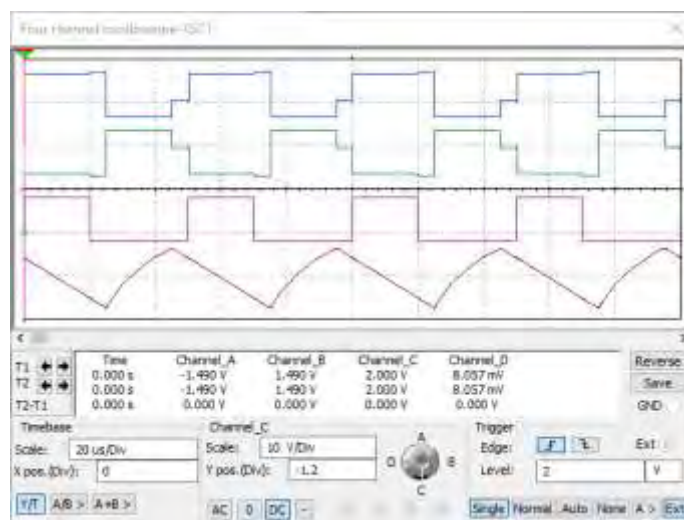 Four channel oscilloscope-XSC1
Time Channel_A Channel_B Channel_C Channel_D
T1 0.000 s -1.490 V 1.490 V 2.000 V 8.057 mV
T2 0.000 s -1.490 V 1.490 V 2.000 V 8.057 mV
T2-T1 0.000 s 0.000 V 0.000 V 0.000 V 0.000 V
Reverse
Save
GND
Timebase
Scale: 20 us/Div
X pos.(Div): 0
Y/T A/B > A+B >
Channel_C
Scale: 10 V/Div
Y pos.(Div): -1.2
AC 0 DC -
A
D B
C
Trigger
Edge: Ext
Level: 2 V
Single Normal Auto None A > Ext